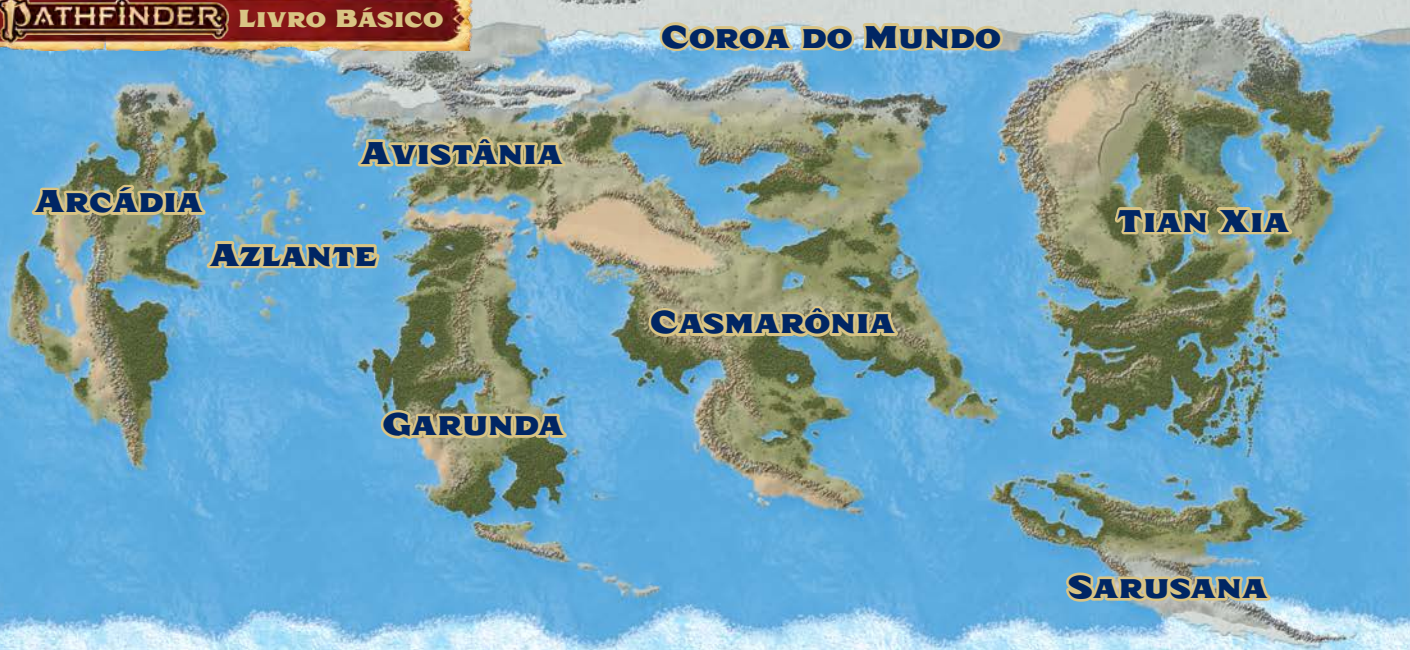 PATHFINDER LIVRO BÁSICO
COROA DO MUNDO
AVISTÂNIA
ARCÁDIA
TIAN XIA
AZLANTE
CASMARÔNIA
GARUNDA
SARUSANA